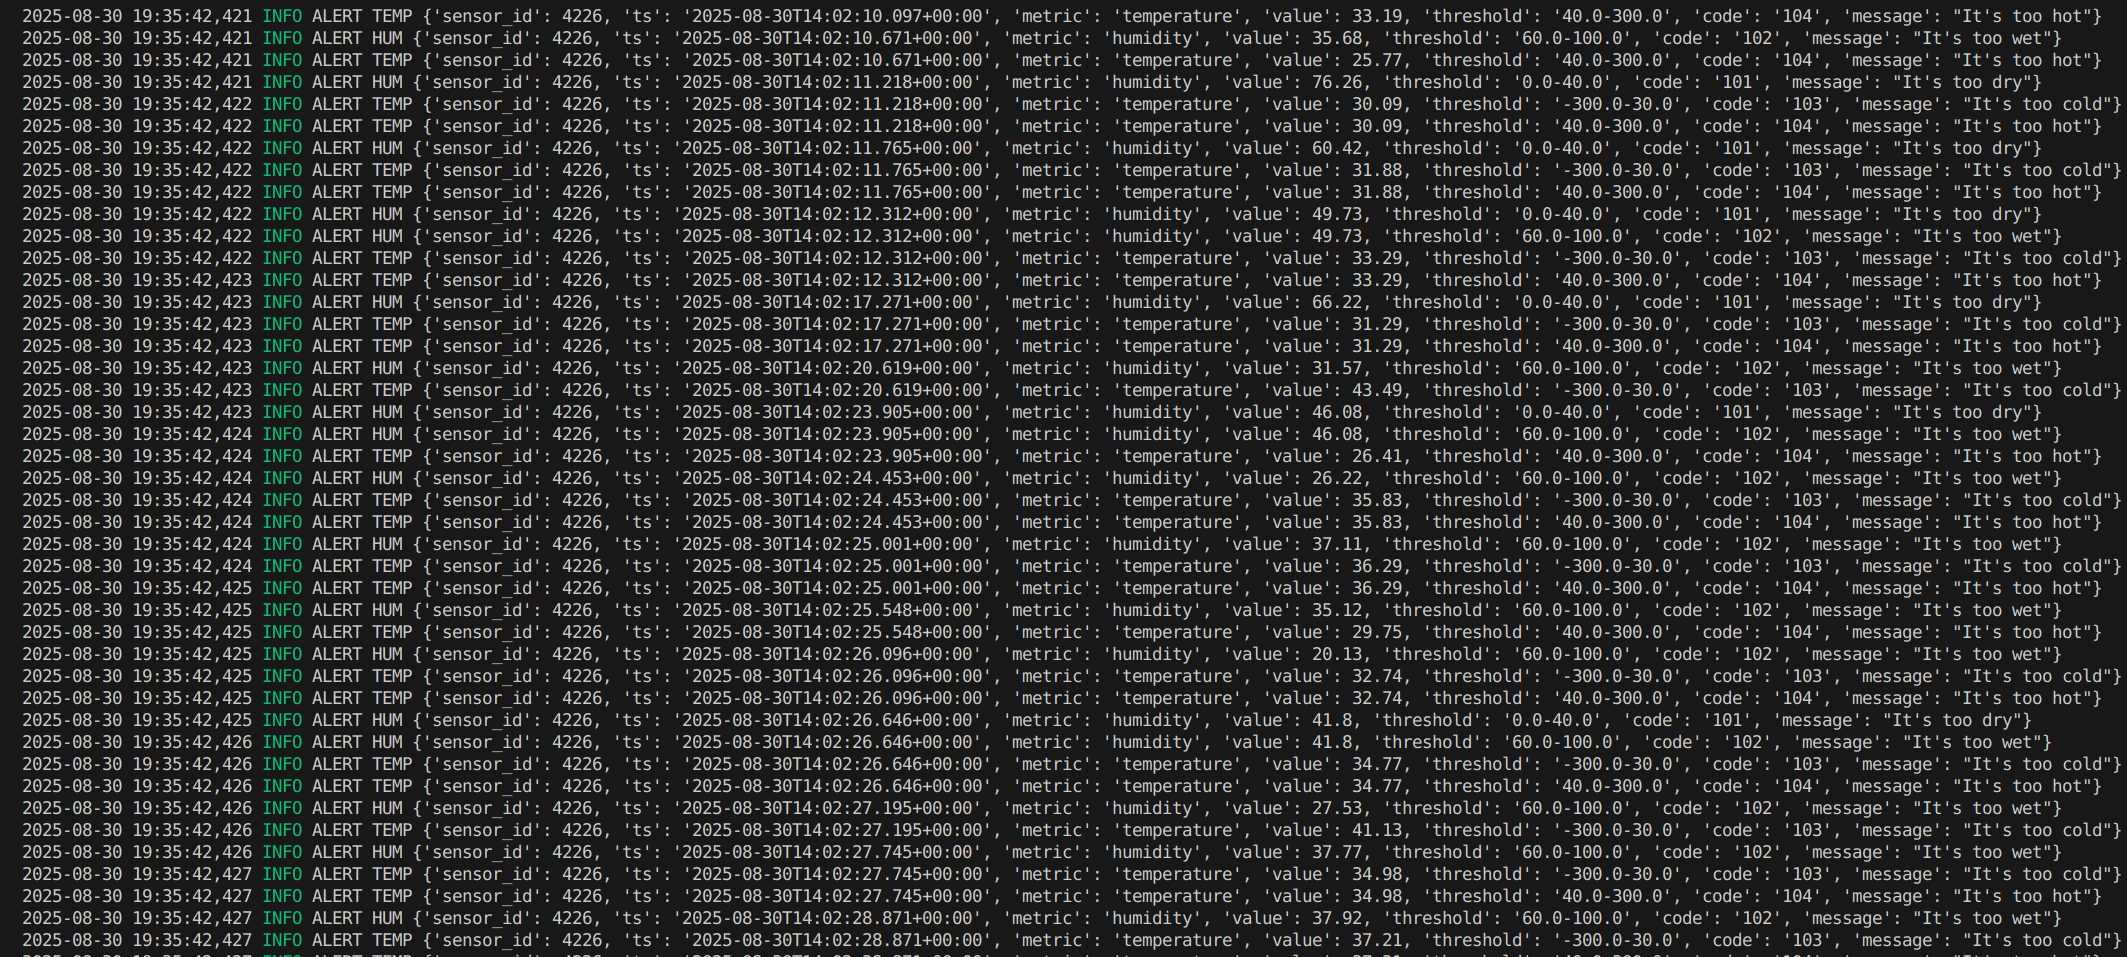 2025-08-30 19:35:42,421 INFO ALERT TEMP {'sensor_id': 4226, 'ts': '2025-08-30T14:02:10.097+00:00', 'metric': 'temperature', 'value': 33.19, 'threshold': '40.0-300.0', 'code': '104', 'message': "It's too hot"}
2025-08-30 19:35:42,421 INFO ALERT HUM {'sensor_id': 4226, 'ts': '2025-08-30T14:02:10.671+00:00', 'metric': 'humidity', 'value': 35.68, 'threshold': '60.0-100.0', 'code': '102', 'message': "It's too wet"}
2025-08-30 19:35:42,421 INFO ALERT TEMP {'sensor_id': 4226, 'ts': '2025-08-30T14:02:10.671+00:00', 'metric': 'temperature', 'value': 25.77, 'threshold': '40.0-300.0', 'code': '104', 'message': "It's too hot"}
2025-08-30 19:35:42,421 INFO ALERT HUM {'sensor_id': 4226, 'ts': '2025-08-30T14:02:11.218+00:00', 'metric': 'humidity', 'value': 76.26, 'threshold': '0.0-40.0', 'code': '101', 'message': "It's too dry"}
2025-08-30 19:35:42,422 INFO ALERT TEMP {'sensor_id': 4226, 'ts': '2025-08-30T14:02:11.218+00:00', 'metric': 'temperature', 'value': 30.09, 'threshold': '-300.0-30.0', 'code': '103', 'message': "It's too cold"}
2025-08-30 19:35:42,422 INFO ALERT TEMP {'sensor_id': 4226, 'ts': '2025-08-30T14:02:11.218+00:00', 'metric': 'temperature', 'value': 30.09, 'threshold': '40.0-300.0', 'code': '104', 'message': "It's too hot"}
2025-08-30 19:35:42,422 INFO ALERT HUM {'sensor_id': 4226, 'ts': '2025-08-30T14:02:11.765+00:00', 'metric': 'humidity', 'value': 60.42, 'threshold': '0.0-40.0', 'code': '101', 'message': "It's too dry"}
2025-08-30 19:35:42,422 INFO ALERT TEMP {'sensor_id': 4226, 'ts': '2025-08-30T14:02:11.765+00:00', 'metric': 'temperature', 'value': 31.88, 'threshold': '-300.0-30.0', 'code': '103', 'message': "It's too cold"}
2025-08-30 19:35:42,422 INFO ALERT TEMP {'sensor_id': 4226, 'ts': '2025-08-30T14:02:11.765+00:00', 'metric': 'temperature', 'value': 31.88, 'threshold': '40.0-300.0', 'code': '104', 'message': "It's too hot"}
2025-08-30 19:35:42,422 INFO ALERT HUM {'sensor_id': 4226, 'ts': '2025-08-30T14:02:12.312+00:00', 'metric': 'humidity', 'value': 49.73, 'threshold': '0.0-40.0', 'code': '101', 'message': "It's too dry"}
2025-08-30 19:35:42,422 INFO ALERT HUM {'sensor_id': 4226, 'ts': '2025-08-30T14:02:12.312+00:00', 'metric': 'humidity', 'value': 49.73, 'threshold': '60.0-100.0', 'code': '102', 'message': "It's too wet"}
2025-08-30 19:35:42,422 INFO ALERT TEMP {'sensor_id': 4226, 'ts': '2025-08-30T14:02:12.312+00:00', 'metric': 'temperature', 'value': 33.29, 'threshold': '-300.0-30.0', 'code': '103', 'message': "It's too cold"}
2025-08-30 19:35:42,423 INFO ALERT TEMP {'sensor_id': 4226, 'ts': '2025-08-30T14:02:12.312+00:00', 'metric': 'temperature', 'value': 33.29, 'threshold': '40.0-300.0', 'code': '104', 'message': "It's too hot"}
2025-08-30 19:35:42,423 INFO ALERT HUM {'sensor_id': 4226, 'ts': '2025-08-30T14:02:17.271+00:00', 'metric': 'humidity', 'value': 66.22, 'threshold': '0.0-40.0', 'code': '101', 'message': "It's too dry"}
2025-08-30 19:35:42,423 INFO ALERT TEMP {'sensor_id': 4226, 'ts': '2025-08-30T14:02:17.271+00:00', 'metric': 'temperature', 'value': 31.29, 'threshold': '-300.0-30.0', 'code': '103', 'message': "It's too cold"}
2025-08-30 19:35:42,423 INFO ALERT TEMP {'sensor_id': 4226, 'ts': '2025-08-30T14:02:17.271+00:00', 'metric': 'temperature', 'value': 31.29, 'threshold': '40.0-300.0', 'code': '104', 'message': "It's too hot"}
2025-08-30 19:35:42,423 INFO ALERT HUM {'sensor_id': 4226, 'ts': '2025-08-30T14:02:20.619+00:00', 'metric': 'humidity', 'value': 31.57, 'threshold': '60.0-100.0', 'code': '102', 'message': "It's too wet"}
2025-08-30 19:35:42,423 INFO ALERT TEMP {'sensor_id': 4226, 'ts': '2025-08-30T14:02:20.619+00:00', 'metric': 'temperature', 'value': 43.49, 'threshold': '-300.0-30.0', 'code': '103', 'message': "It's too cold"}
2025-08-30 19:35:42,423 INFO ALERT HUM {'sensor_id': 4226, 'ts': '2025-08-30T14:02:23.905+00:00', 'metric': 'humidity', 'value': 46.08, 'threshold': '0.0-40.0', 'code': '101', 'message': "It's too dry"}
2025-08-30 19:35:42,424 INFO ALERT HUM {'sensor_id': 4226, 'ts': '2025-08-30T14:02:23.905+00:00', 'metric': 'humidity', 'value': 46.08, 'threshold': '60.0-100.0', 'code': '102', 'message': "It's too wet"}
2025-08-30 19:35:42,424 INFO ALERT TEMP {'sensor_id': 4226, 'ts': '2025-08-30T14:02:23.905+00:00', 'metric': 'temperature', 'value': 26.41, 'threshold': '40.0-300.0', 'code': '104', 'message': "It's too hot"}
2025-08-30 19:35:42,424 INFO ALERT HUM {'sensor_id': 4226, 'ts': '2025-08-30T14:02:24.453+00:00', 'metric': 'humidity', 'value': 26.22, 'threshold': '60.0-100.0', 'code': '102', 'message': "It's too wet"}
2025-08-30 19:35:42,424 INFO ALERT TEMP {'sensor_id': 4226, 'ts': '2025-08-30T14:02:24.453+00:00', 'metric': 'temperature', 'value': 35.83, 'threshold': '-300.0-30.0', 'code': '103', 'message': "It's too cold"}
2025-08-30 19:35:42,424 INFO ALERT TEMP {'sensor_id': 4226, 'ts': '2025-08-30T14:02:24.453+00:00', 'metric': 'temperature', 'value': 35.83, 'threshold': '40.0-300.0', 'code': '104', 'message': "It's too hot"}
2025-08-30 19:35:42,424 INFO ALERT HUM {'sensor_id': 4226, 'ts': '2025-08-30T14:02:25.001+00:00', 'metric': 'humidity', 'value': 37.11, 'threshold': '60.0-100.0', 'code': '102', 'message': "It's too wet"}
2025-08-30 19:35:42,424 INFO ALERT TEMP {'sensor_id': 4226, 'ts': '2025-08-30T14:02:25.001+00:00', 'metric': 'temperature', 'value': 36.29, 'threshold': '-300.0-30.0', 'code': '103', 'message': "It's too cold"}
2025-08-30 19:35:42,425 INFO ALERT TEMP {'sensor_id': 4226, 'ts': '2025-08-30T14:02:25.001+00:00', 'metric': 'temperature', 'value': 36.29, 'threshold': '40.0-300.0', 'code': '104', 'message': "It's too hot"}
2025-08-30 19:35:42,425 INFO ALERT HUM {'sensor_id': 4226, 'ts': '2025-08-30T14:02:25.548+00:00', 'metric': 'humidity', 'value': 35.12, 'threshold': '60.0-100.0', 'code': '102', 'message': "It's too wet"}
2025-08-30 19:35:42,425 INFO ALERT TEMP {'sensor_id': 4226, 'ts': '2025-08-30T14:02:25.548+00:00', 'metric': 'temperature', 'value': 29.75, 'threshold': '40.0-300.0', 'code': '104', 'message': "It's too hot"}
2025-08-30 19:35:42,425 INFO ALERT HUM {'sensor_id': 4226, 'ts': '2025-08-30T14:02:26.096+00:00', 'metric': 'humidity', 'value': 20.13, 'threshold': '60.0-100.0', 'code': '102', 'message': "It's too wet"}
2025-08-30 19:35:42,425 INFO ALERT TEMP {'sensor_id': 4226, 'ts': '2025-08-30T14:02:26.096+00:00', 'metric': 'temperature', 'value': 32.74, 'threshold': '-300.0-30.0', 'code': '103', 'message': "It's too cold"}
2025-08-30 19:35:42,425 INFO ALERT TEMP {'sensor_id': 4226, 'ts': '2025-08-30T14:02:26.096+00:00', 'metric': 'temperature', 'value': 32.74, 'threshold': '40.0-300.0', 'code': '104', 'message': "It's too hot"}
2025-08-30 19:35:42,425 INFO ALERT HUM {'sensor_id': 4226, 'ts': '2025-08-30T14:02:26.646+00:00', 'metric': 'humidity', 'value': 41.8, 'threshold': '0.0-40.0', 'code': '101', 'message': "It's too dry"}
2025-08-30 19:35:42,426 INFO ALERT HUM {'sensor_id': 4226, 'ts': '2025-08-30T14:02:26.646+00:00', 'metric': 'humidity', 'value': 41.8, 'threshold': '60.0-100.0', 'code': '102', 'message': "It's too wet"}
2025-08-30 19:35:42,426 INFO ALERT TEMP {'sensor_id': 4226, 'ts': '2025-08-30T14:02:26.646+00:00', 'metric': 'temperature', 'value': 34.77, 'threshold': '-300.0-30.0', 'code': '103', 'message': "It's too cold"}
2025-08-30 19:35:42,426 INFO ALERT TEMP {'sensor_id': 4226, 'ts': '2025-08-30T14:02:26.646+00:00', 'metric': 'temperature', 'value': 34.77, 'threshold': '40.0-300.0', 'code': '104', 'message': "It's too hot"}
2025-08-30 19:35:42,426 INFO ALERT HUM {'sensor_id': 4226, 'ts': '2025-08-30T14:02:27.195+00:00', 'metric': 'humidity', 'value': 27.53, 'threshold': '60.0-100.0', 'code': '102', 'message': "It's too wet"}
2025-08-30 19:35:42,426 INFO ALERT TEMP {'sensor_id': 4226, 'ts': '2025-08-30T14:02:27.195+00:00', 'metric': 'temperature', 'value': 41.13, 'threshold': '-300.0-30.0', 'code': '103', 'message': "It's too cold"}
2025-08-30 19:35:42,426 INFO ALERT HUM {'sensor_id': 4226, 'ts': '2025-08-30T14:02:27.745+00:00', 'metric': 'humidity', 'value': 37.77, 'threshold': '60.0-100.0', 'code': '102', 'message': "It's too wet"}
2025-08-30 19:35:42,427 INFO ALERT TEMP {'sensor_id': 4226, 'ts': '2025-08-30T14:02:27.745+00:00', 'metric': 'temperature', 'value': 34.98, 'threshold': '-300.0-30.0', 'code': '103', 'message': "It's too cold"}
2025-08-30 19:35:42,427 INFO ALERT TEMP {'sensor_id': 4226, 'ts': '2025-08-30T14:02:27.745+00:00', 'metric': 'temperature', 'value': 34.98, 'threshold': '40.0-300.0', 'code': '104', 'message': "It's too hot"}
2025-08-30 19:35:42,427 INFO ALERT HUM {'sensor_id': 4226, 'ts': '2025-08-30T14:02:28.871+00:00', 'metric': 'humidity', 'value': 37.92, 'threshold': '60.0-100.0', 'code': '102', 'message': "It's too wet"}
2025-08-30 19:35:42,427 INFO ALERT TEMP {'sensor_id': 4226, 'ts': '2025-08-30T14:02:28.871+00:00', 'metric': 'temperature', 'value': 37.21, 'threshold': '-300.0-30.0', 'code': '103', 'message': "It's too cold"}